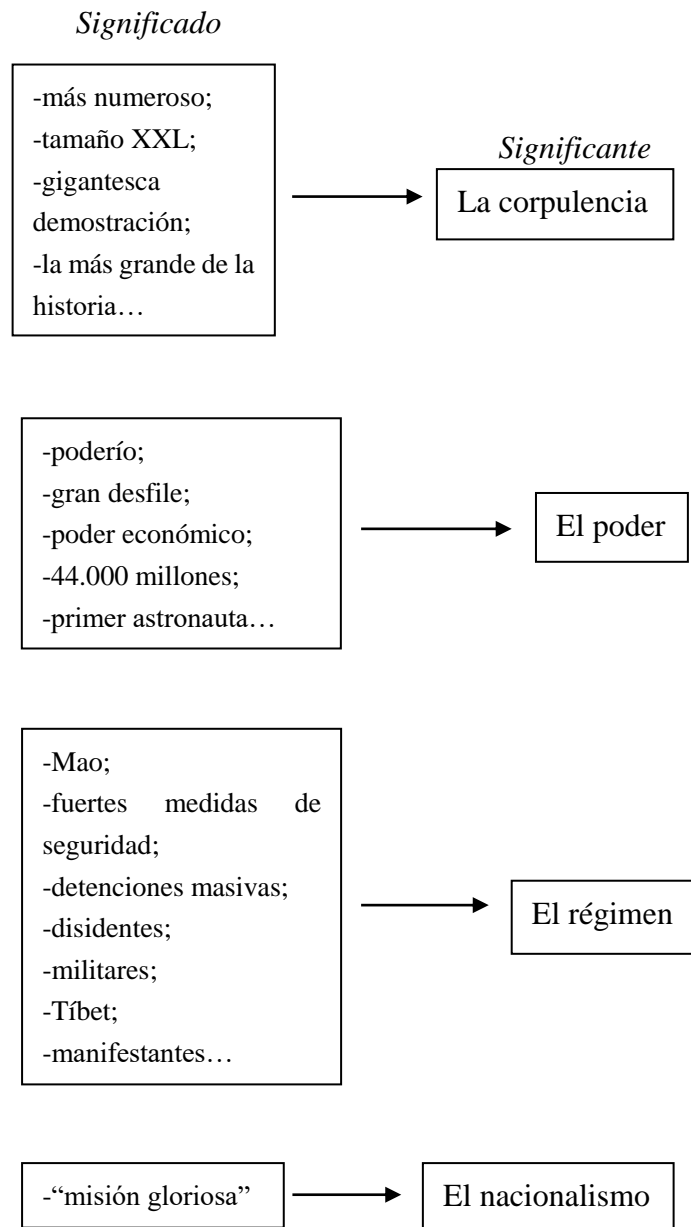 Significado
-más numeroso;
-tamaño XXL;
-gigantesca
demostración;
-la más grande de la
historia…
Significante
La corpulencia
-poderío;
-gran desfile;
-poder económico;
-44.000 millones;
-primer astronauta…
El poder
-Mao;
-fuertes medidas de
seguridad;
-detenciones masivas;
-disidentes;
-militares;
-Tíbet;
-manifestantes…
El régimen
-“misión gloriosa”
El nacionalismo